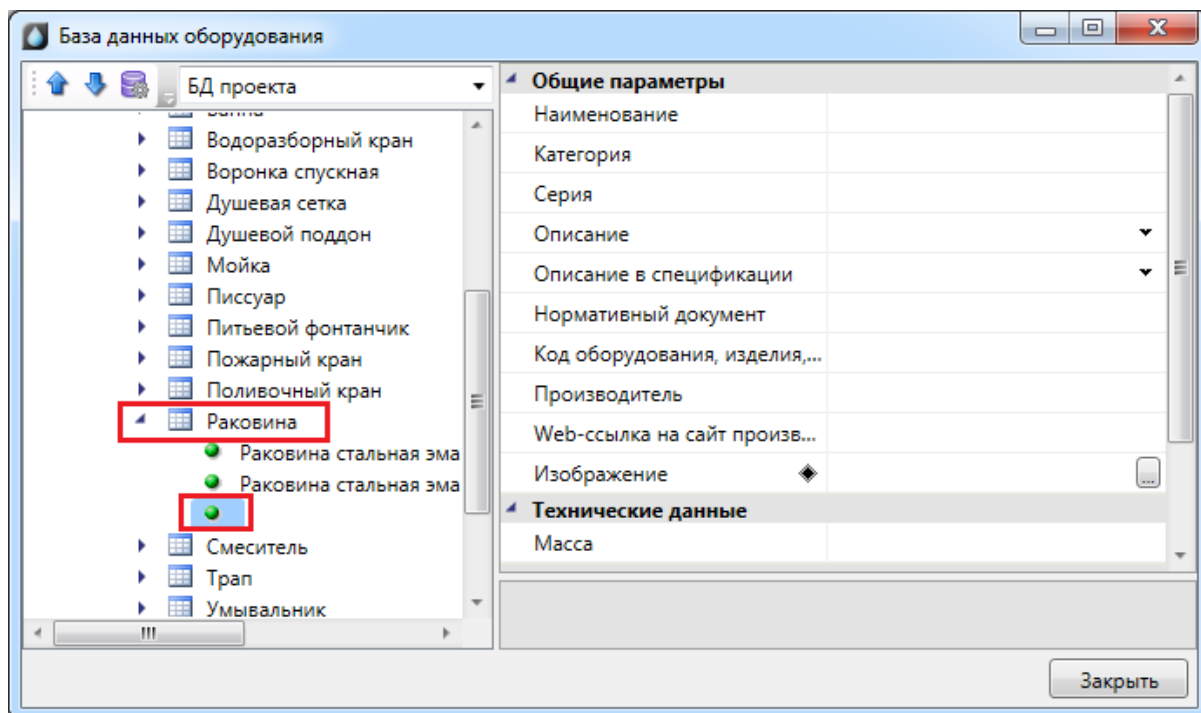 База данных оборудования
БД проекта
Ванна
Водоразборный кран
Воронка спускная
Душевая сетка
Душевой поддон
Мойка
Писсуар
Питьевой фонтанчик
Пожарный кран
Поливочный кран
Раковина
Раковина стальная эма
Раковина стальная эма
Смеситель
Трап
Умывальник
Общие параметры
Наименование
Категория
Серия
Описание
Описание в спецификации
Нормативный документ
Код оборудования, изделия,...
Производитель
Web-ссылка на сайт произв...
Изображение
...
Технические данные
Масса
Закрыть